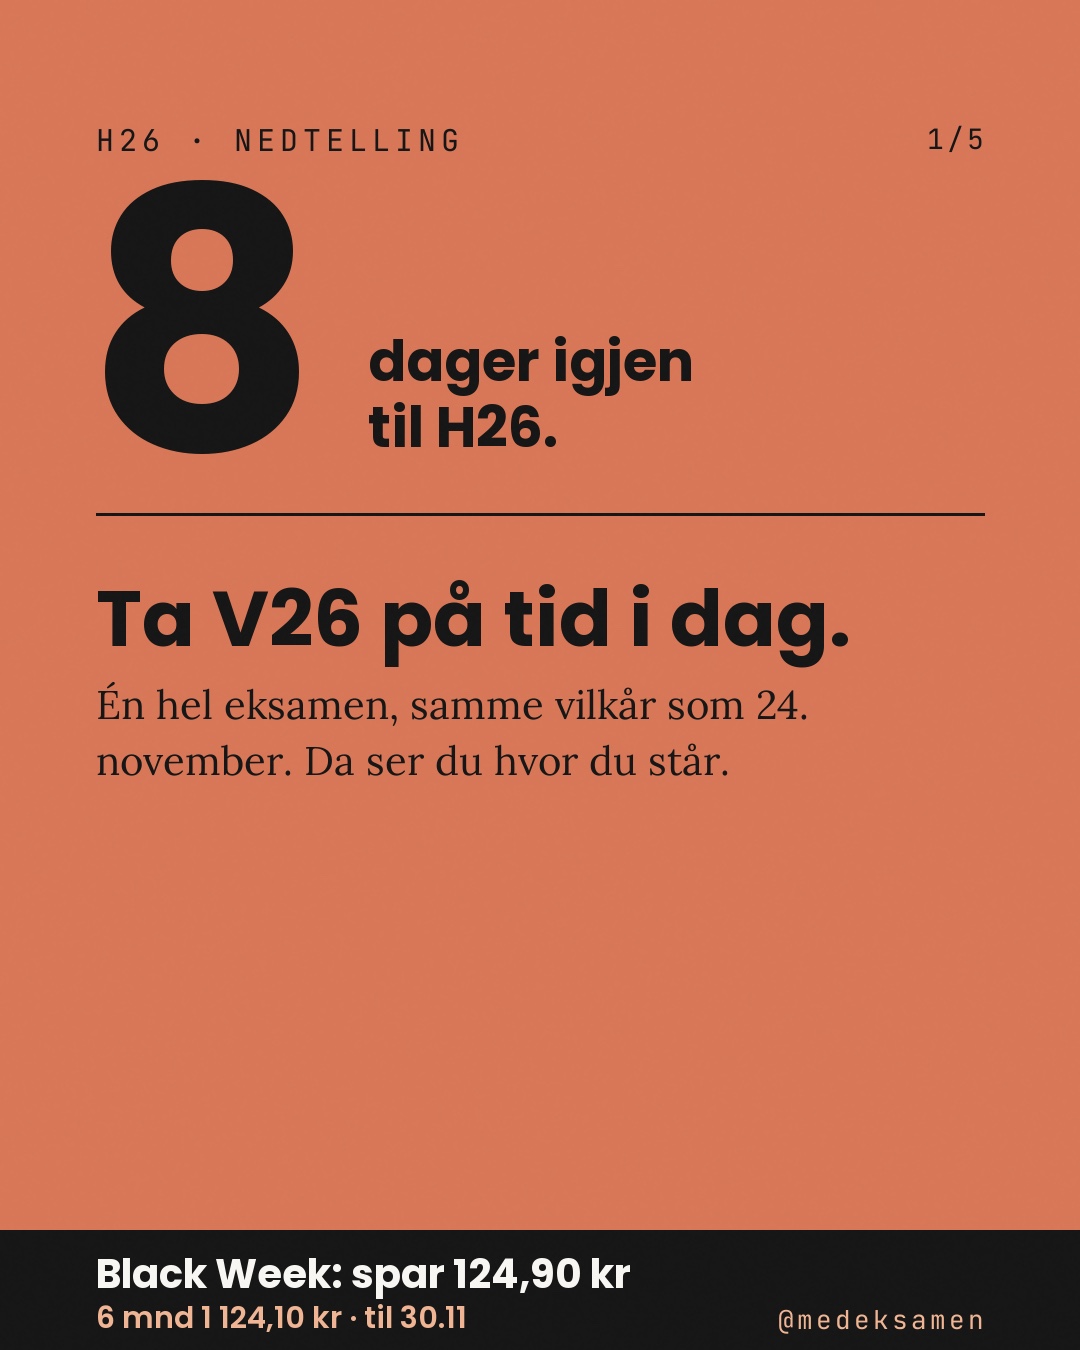 H26 · NEDTELLING
1/5
8
dager igjen
til H26.
Ta V26 på tid i dag.
Én hel eksamen, samme vilkår som 24.
november. Da ser du hvor du står.
Black Week: spar 124,90 kr
6 mnd 1 124,10 kr · til 30.11
@medeksamen